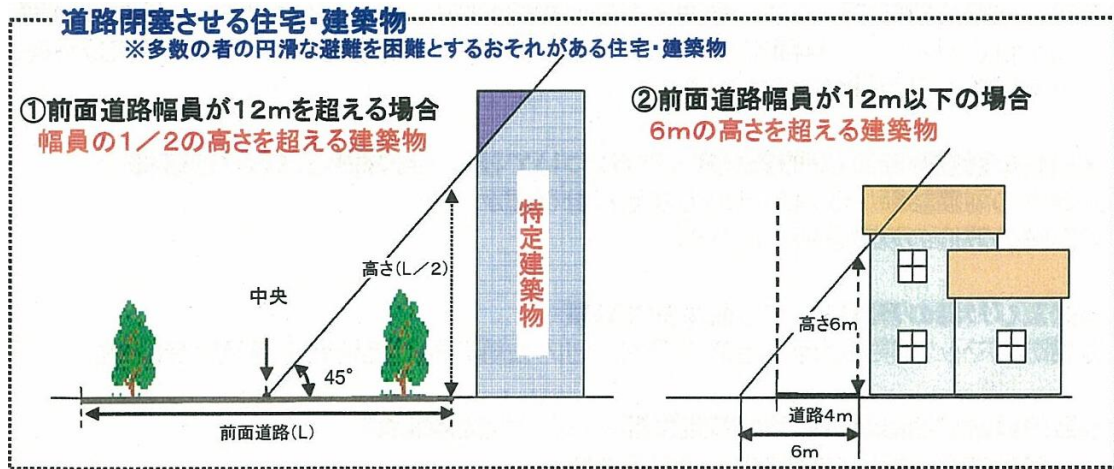 道路閉塞させる住宅・建築物
※多数の者の円滑な避難を困難とするおそれがある住宅・建築物
①前面道路幅員が12mを超える場合
幅員の1/2の高さを超える建築物
特定建築物
高さ(L/2)
中央
45°
前面道路(L)
②前面道路幅員が12m以下の場合
6mの高さを超える建築物
高さ6m
道路4m
6m